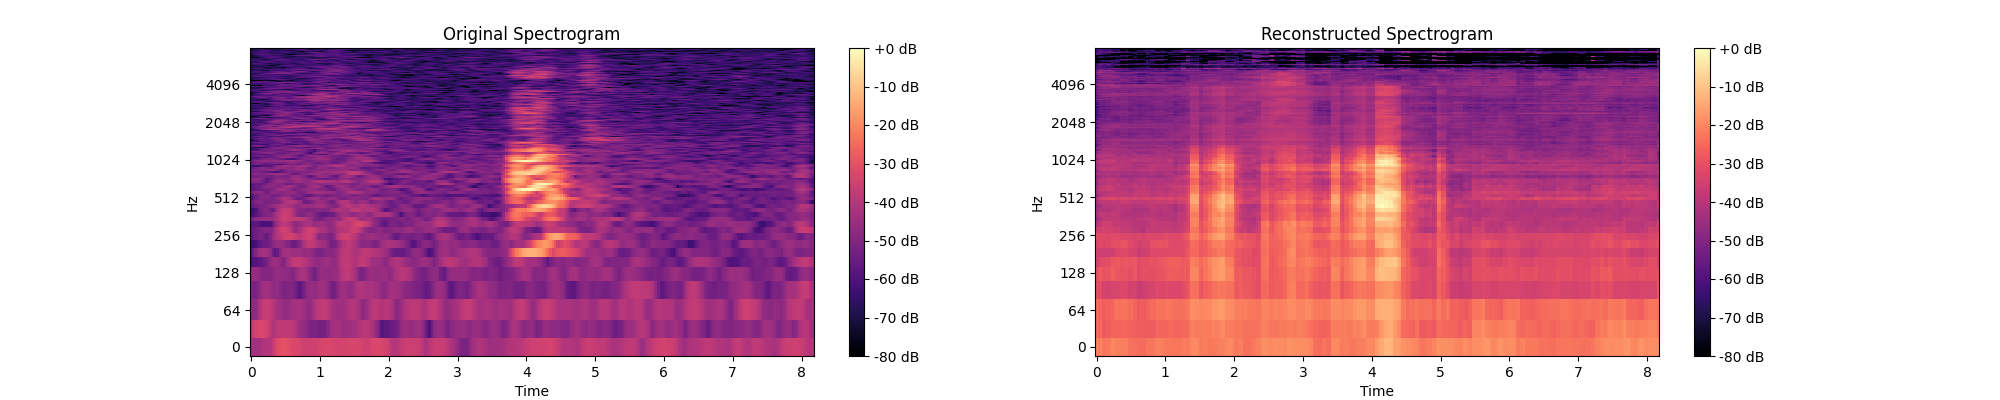 Original Spectrogram
Hz
4096
2048
1024
512
256
128
64
0
0 1 2 3 4 5 6 7 8
Time
+0 dB
-10 dB
-20 dB
-30 dB
-40 dB
-50 dB
-60 dB
-70 dB
-80 dB
Reconstructed Spectrogram
Hz
4096
2048
1024
512
256
128
64
0
0 1 2 3 4 5 6 7 8
Time
+0 dB
-10 dB
-20 dB
-30 dB
-40 dB
-50 dB
-60 dB
-70 dB
-80 dB